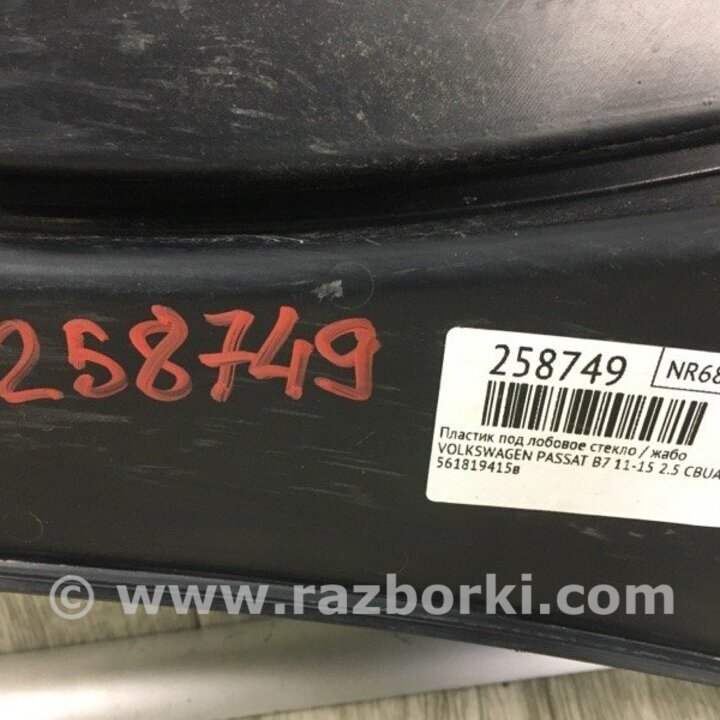 258749
258749
NR68
Пластик под лобовое стекло / жабо
VOLKSWAGEN PASSAT B7 11-15 2.5 CBUA
561819415в
© www.razborki.com